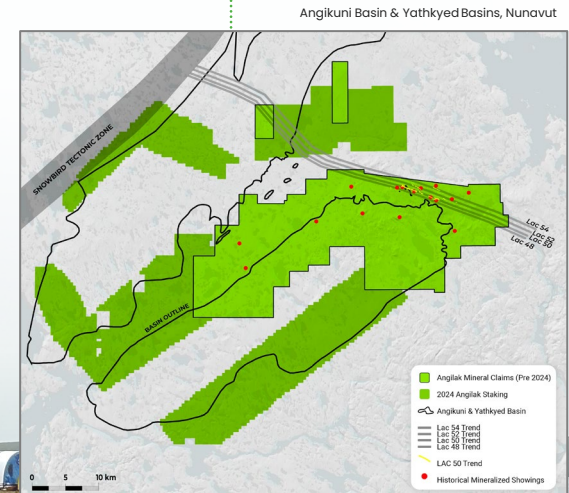 Angikuni Basin & Yathkyed Basins, Nunavut
SNOWBIRD TECTONIC ZONE
Lac 54
Lac 52
Lac 50
Lac 48
BASIN OUTLINE
Angilak Mineral Claims (Pre 2024)
2024 Angilak Staking
Angikuni & Yathkyed Basin
Lac 54 Trend
Lac 52 Trend
Lac 50 Trend
Lac 48 Trend
LAC 50 Trend
Historical Mineralized Showings
0 5 10 km